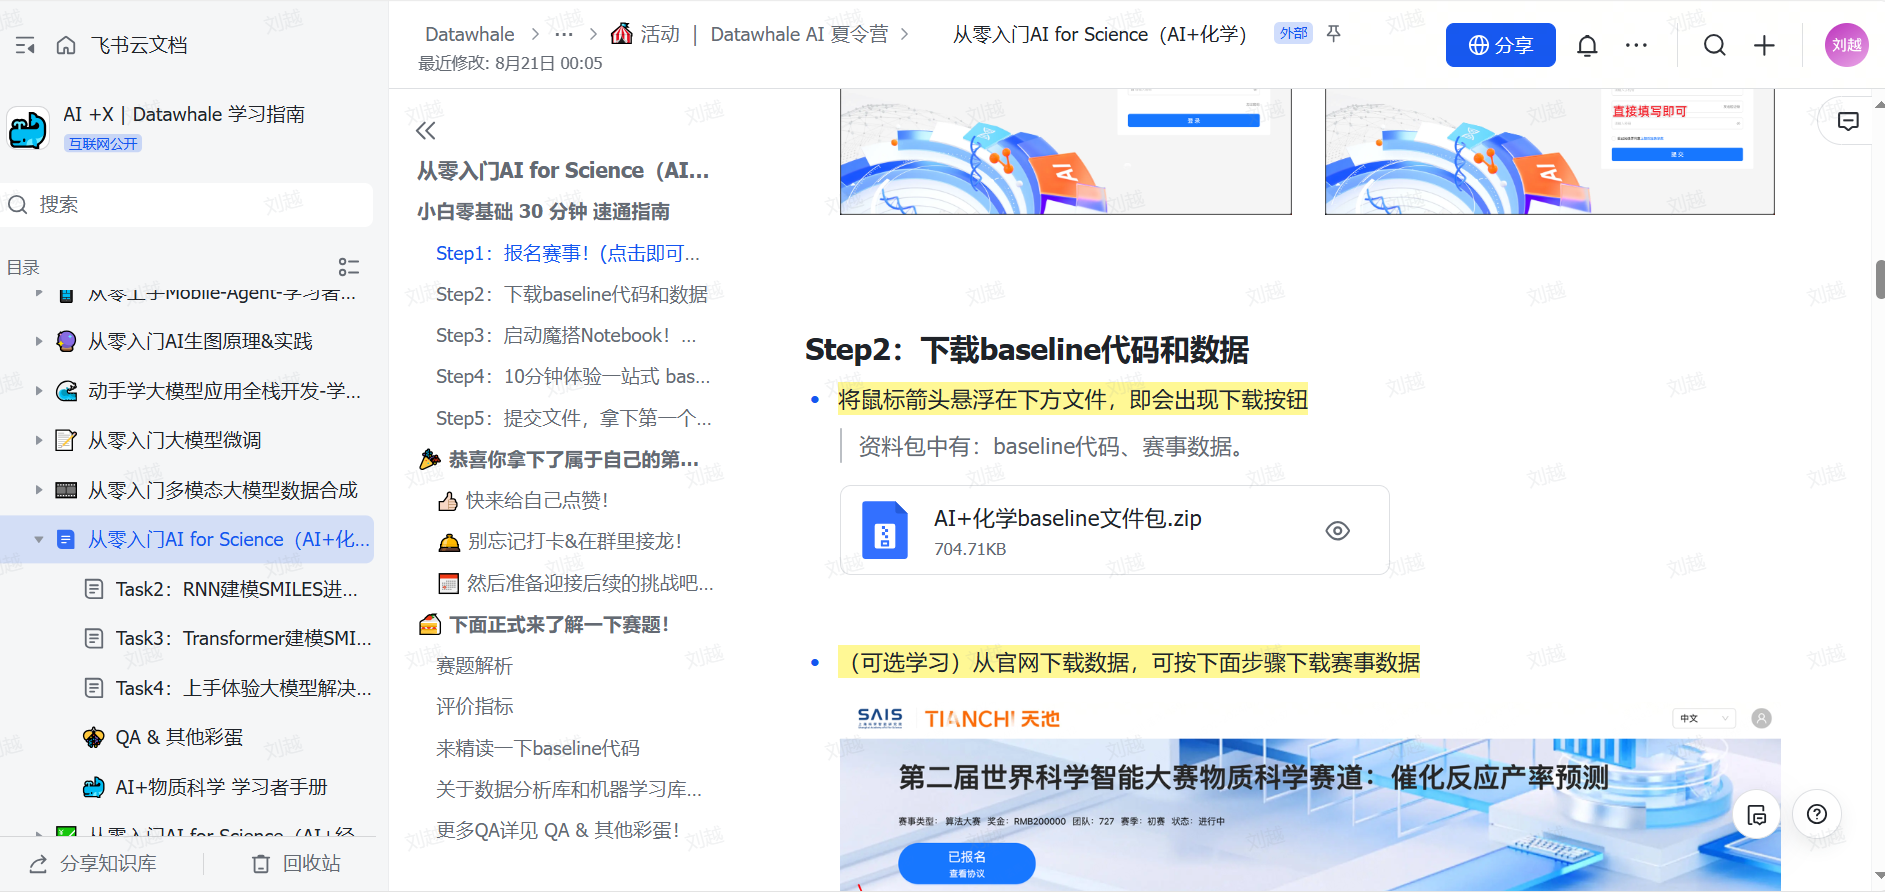 飞书云文档
AI +X | Datawhale 学习指南
互联网公开
搜索
目录
从零上手Mobile-Agent-学习者...
从零入门AI生图原理&实践
动手学大模型应用全栈开发-学...
从零入门大模型微调
从零入门多模态大模型数据合成
从零入门AI for Science（AI+化...
Task2：RNN建模SMILES进...
Task3：Transformer建模SMI...
Task4：上手体验大模型解决...
QA & 其他彩蛋
AI+物质科学 学习者手册
从零入门AI for Science（AI+经
分享知识库
回收站
Datawhale
...
活动 | Datawhale AI 夏令营
从零入门AI for Science（AI+化学）
外部
最近修改: 8月21日 00:05
分享
刘越
从零入门AI for Science（AI...
小白零基础 30 分钟 速通指南
Step1：报名赛事！(点击即可...
Step2：下载baseline代码和数据
Step3：启动魔搭Notebook！...
Step4：10分钟体验一站式 bas...
Step5：提交文件，拿下第一个...
恭喜你拿下了属于自己的第...
快来给自己点赞！
别忘记打卡&在群里接龙！
然后准备迎接后续的挑战吧...
下面正式来了解一下赛题！
赛题解析
评价指标
来精读一下baseline代码
关于数据分析库和机器学习库...
更多QA详见 QA & 其他彩蛋！
登录
AI
直接填写即可
提交
AI
Step2：下载baseline代码和数据
将鼠标箭头悬浮在下方文件，即会出现下载按钮
资料包中有：baseline代码、赛事数据。
AI+化学baseline文件包.zip
704.71KB
（可选学习）从官网下载数据，可按下面步骤下载赛事数据
SAIS
TIANCHI 天池
中文
第二届世界科学智能大赛物质科学赛道：催化反应产率预测
赛事类型：算法大赛 奖金：RMB200000 团队：727 赛季：初赛 状态：进行中
已报名
查看协议